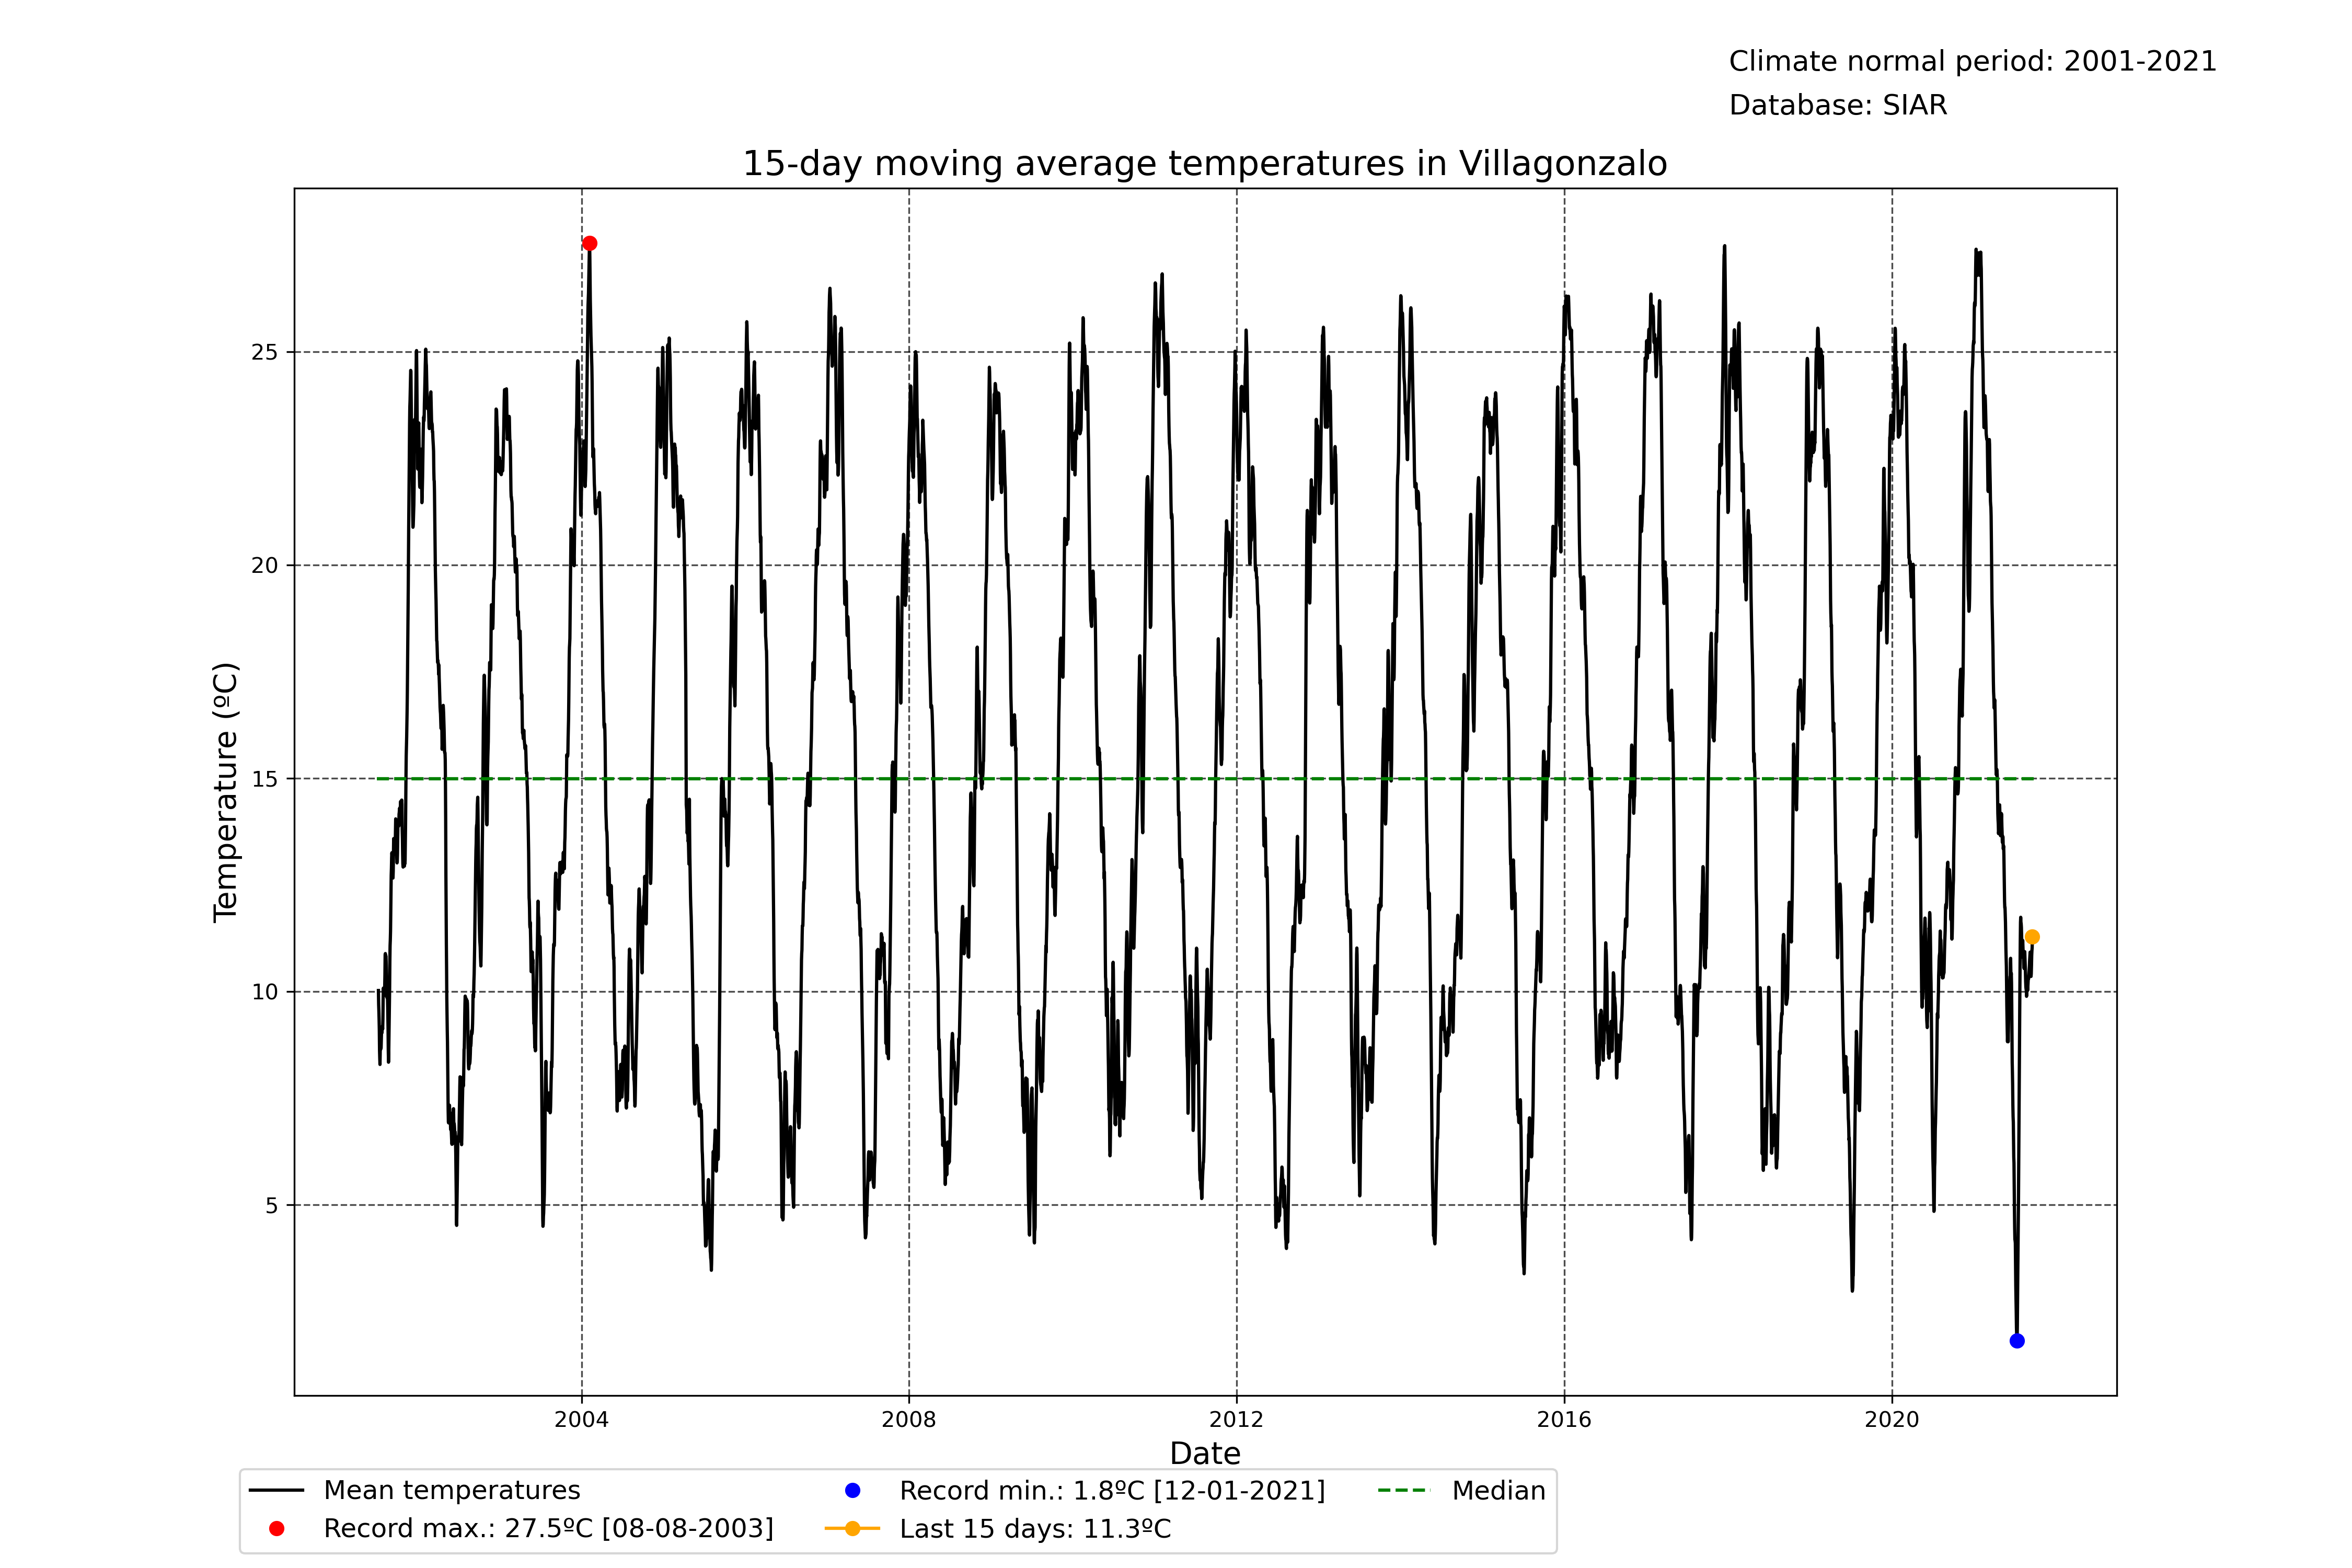 Climate normal period: 2001-2021
Database: SIAR
15-day moving average temperatures in Villagonzalo
25
20
15
10
5
Temperature (ºC)
2004 2008 2012 2016 2020
Date
Mean temperatures
Record max.: 27.5ºC [08-08-2003]
Record min.: 1.8ºC [12-01-2021]
Last 15 days: 11.3ºC
Median